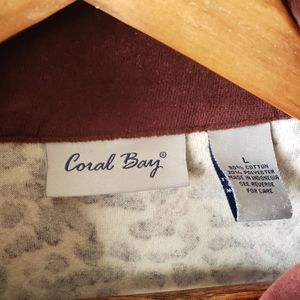 Coral Bay®
L
80% COTTON
20% POLYESTER
MADE IN INDONESIA
SEE REVERSE
FOR CARE